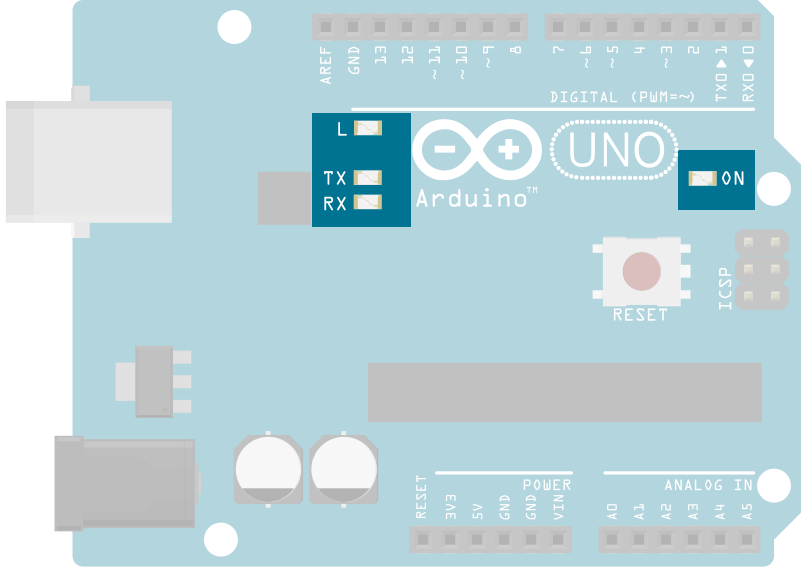 AREF GND 13 12 ~11 ~10 ~9 8 7 ~6 ~5 4 ~3 2 TXO▶1 RXO◀0
DIGITAL (PWM=~)
L
TX
RX
Arduino™
UNO
ON
ICSP
RESET
POWER
ANALOG IN
RESET 3V3 5V GND GND VIN A0 A1 A2 A3 A4 A5